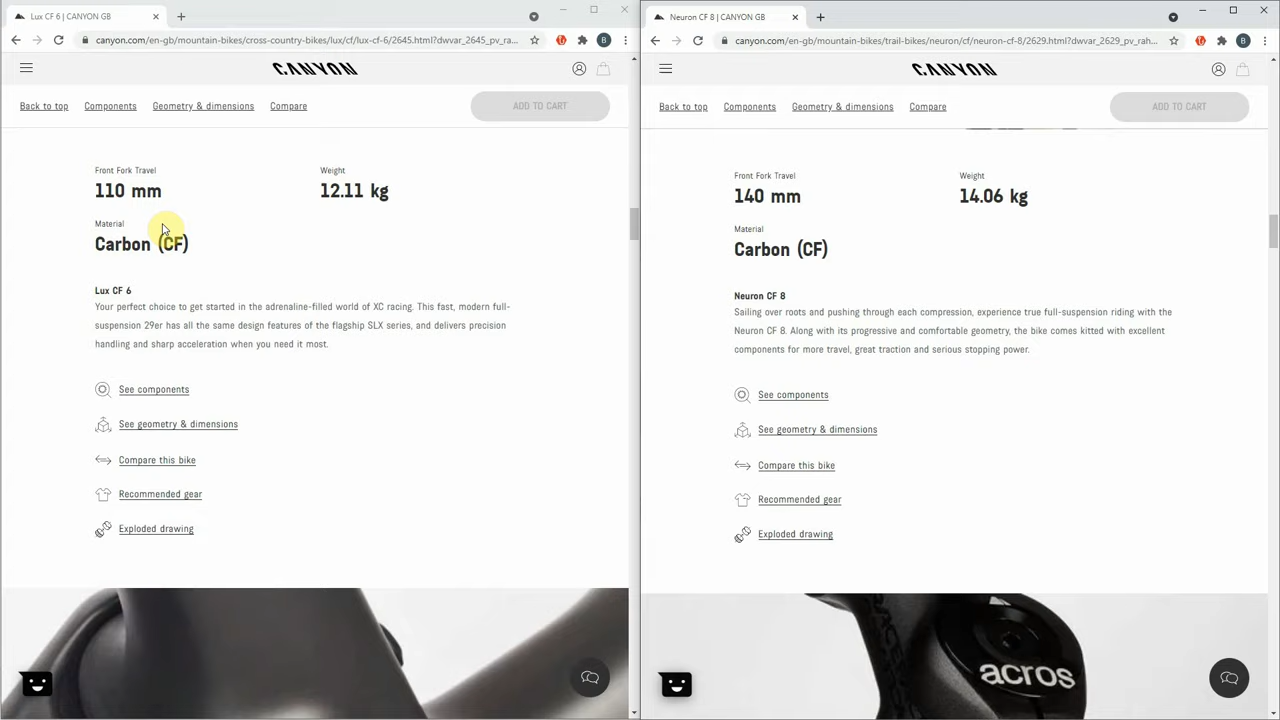 Lux CF 6 | CANYON GB
canyon.com/en-gb/mountain-bikes/cross-country-bikes/lux/cf/lux-cf-6/2645.html?dwvar_2645_pv_ra...
B
CANYON
Back to top
Components
Geometry & dimensions
Compare
ADD TO CART
Front Fork Travel
110 mm
Weight
12.11 kg
Material
Carbon (CF)
Lux CF 6
Your perfect choice to get started in the adrenaline-filled world of XC racing. This fast, modern full-
suspension 29er has all the same design features of the flagship SLX series, and delivers precision
handling and sharp acceleration when you need it most.
See components
See geometry & dimensions
Compare this bike
Recommended gear
Exploded drawing
Neuron CF 8 | CANYON GB
canyon.com/en-gb/mountain-bikes/trail-bikes/neuron/cf/neuron-cf-8/2629.html?dwvar_2629_pv_rah...
B
CANYON
Back to top
Components
Geometry & dimensions
Compare
ADD TO CART
Front Fork Travel
140 mm
Weight
14.06 kg
Material
Carbon (CF)
Neuron CF 8
Sailing over roots and pushing through each compression, experience true full-suspension riding with the
Neuron CF 8. Along with its progressive and comfortable geometry, the bike comes kitted with excellent
components for more travel, great traction and serious stopping power.
See components
See geometry & dimensions
Compare this bike
Recommended gear
Exploded drawing
acros